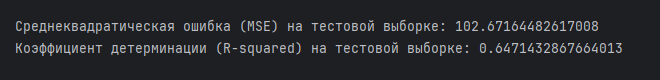 Среднеквадратическая ошибка (MSE) на тестовой выборке: 102.67164482617008
Коэффициент детерминации (R-squared) на тестовой выборке: 0.6471432867664013